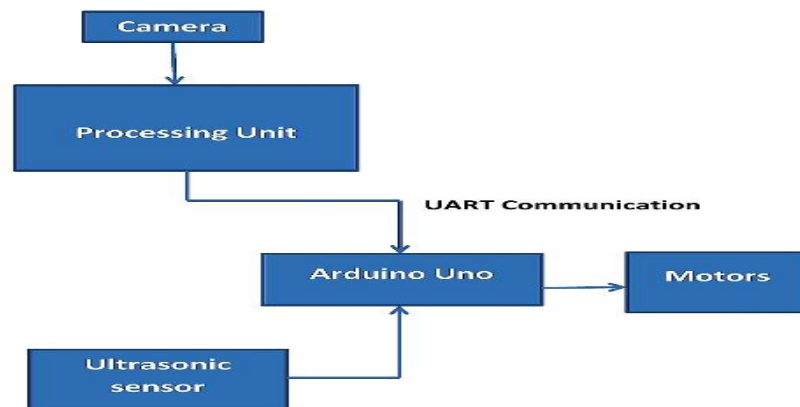 Camera
Processing Unit
UART Communication
Arduino Uno
Motors
Ultrasonic
sensor